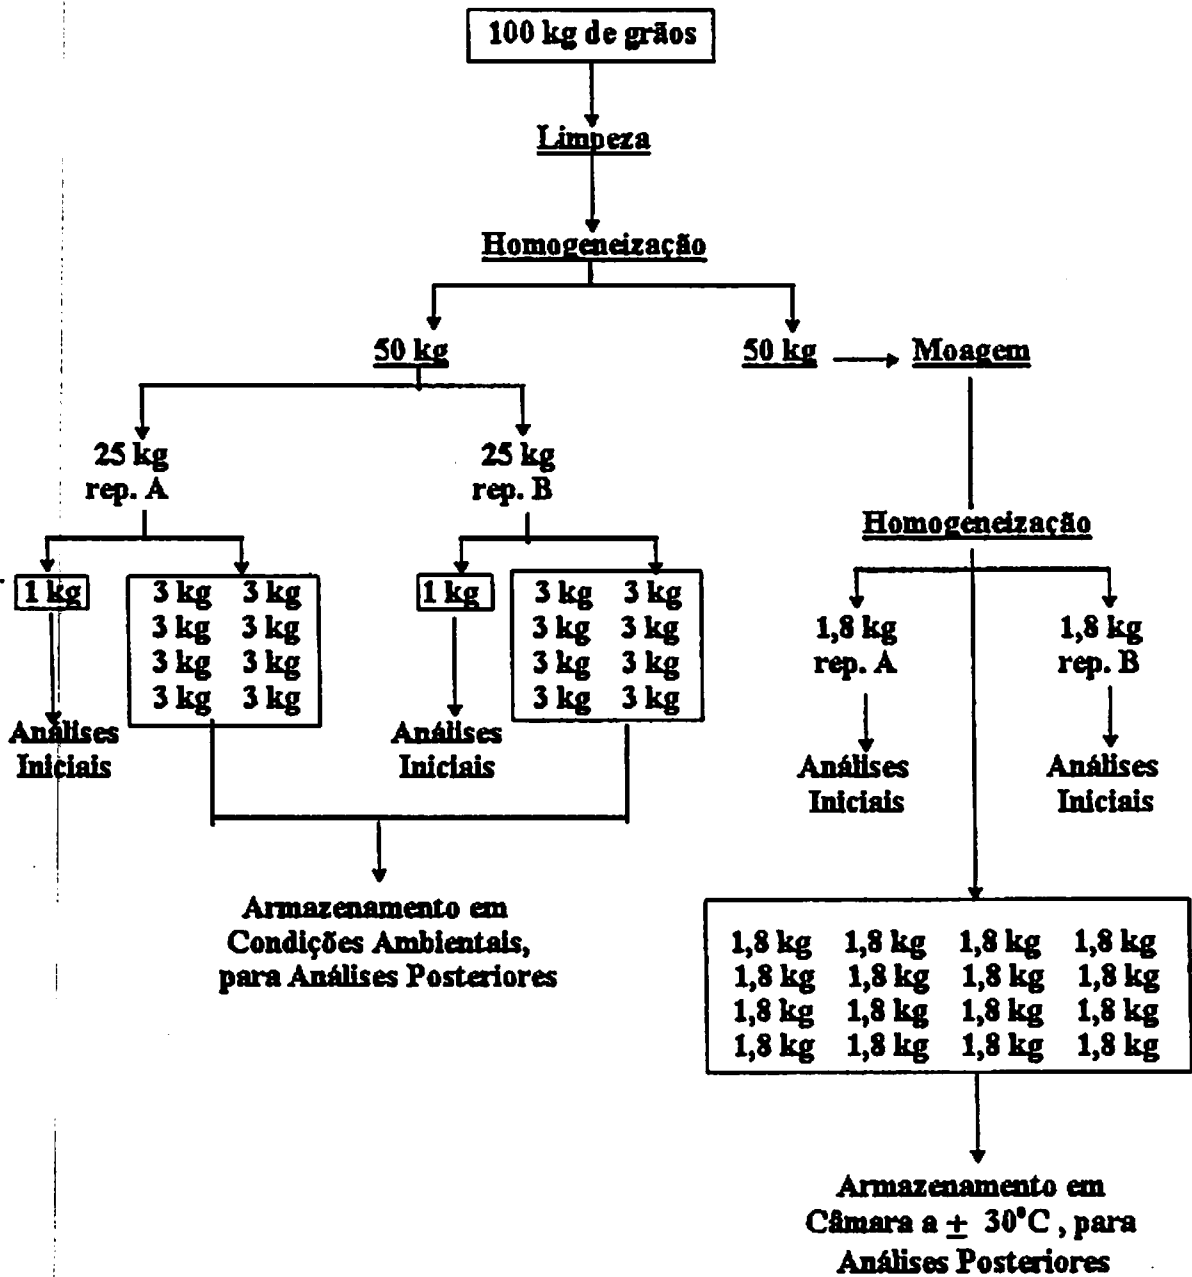 100 kg de grãos
Limpeza
Homogeneização
50 kg
50 kg
Moagem
25 kg
rep. A
25 kg
rep. B
Homogeneização
1 kg
3 kg 3 kg
3 kg 3 kg
3 kg 3 kg
3 kg 3 kg
1 kg
3 kg 3 kg
3 kg 3 kg
3 kg 3 kg
3 kg 3 kg
1,8 kg
rep. A
1,8 kg
rep. B
Análises
Iniciais
Análises
Iniciais
Análises
Iniciais
Análises
Iniciais
Armazenamento em
Condições Ambientais,
para Análises Posteriores
1,8 kg 1,8 kg 1,8 kg 1,8 kg
1,8 kg 1,8 kg 1,8 kg 1,8 kg
1,8 kg 1,8 kg 1,8 kg 1,8 kg
1,8 kg 1,8 kg 1,8 kg 1,8 kg
Armazenamento em
Câmara a ± 30°C , para
Análises Posteriores